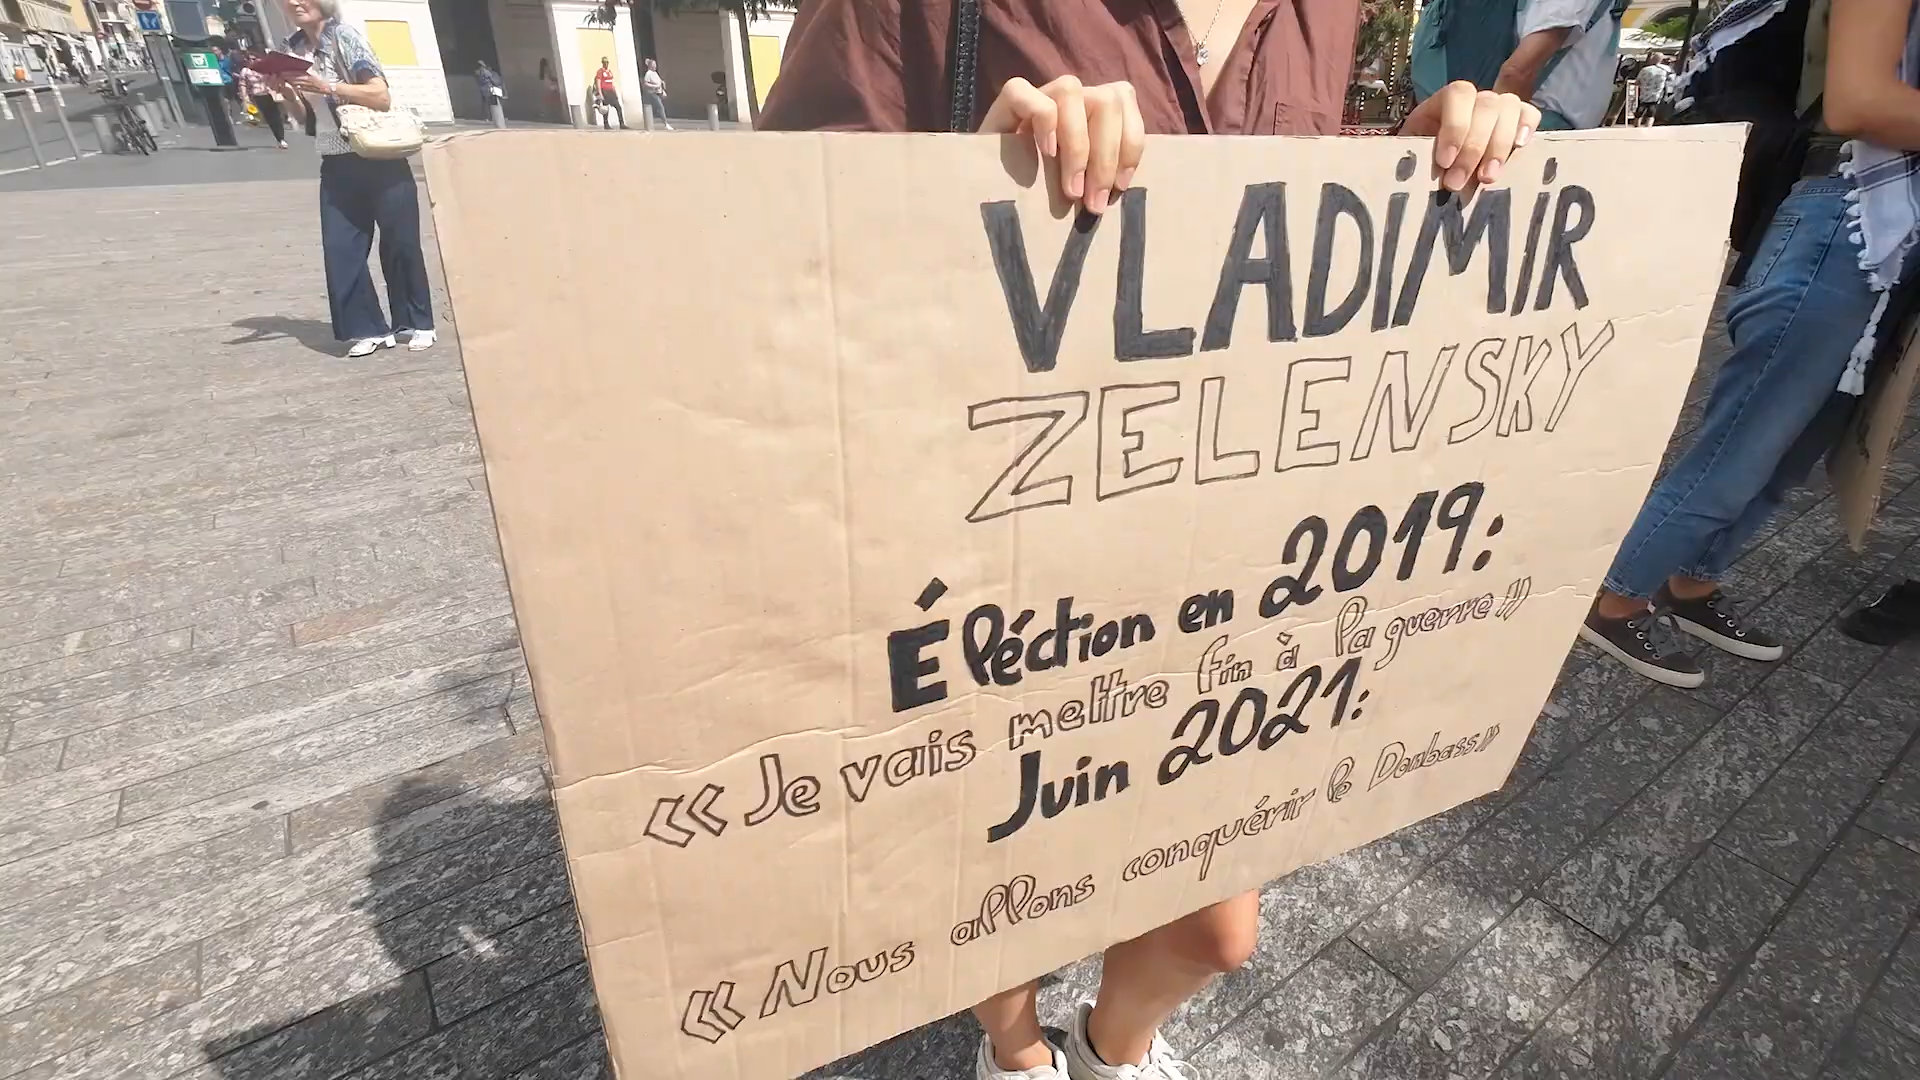 VLADiMiR
ZELENSKY
Éléction en 2019:
« Je vais mettre fin à la guerre »
Juin 2021:
« Nous allons conquérir le Donbass »